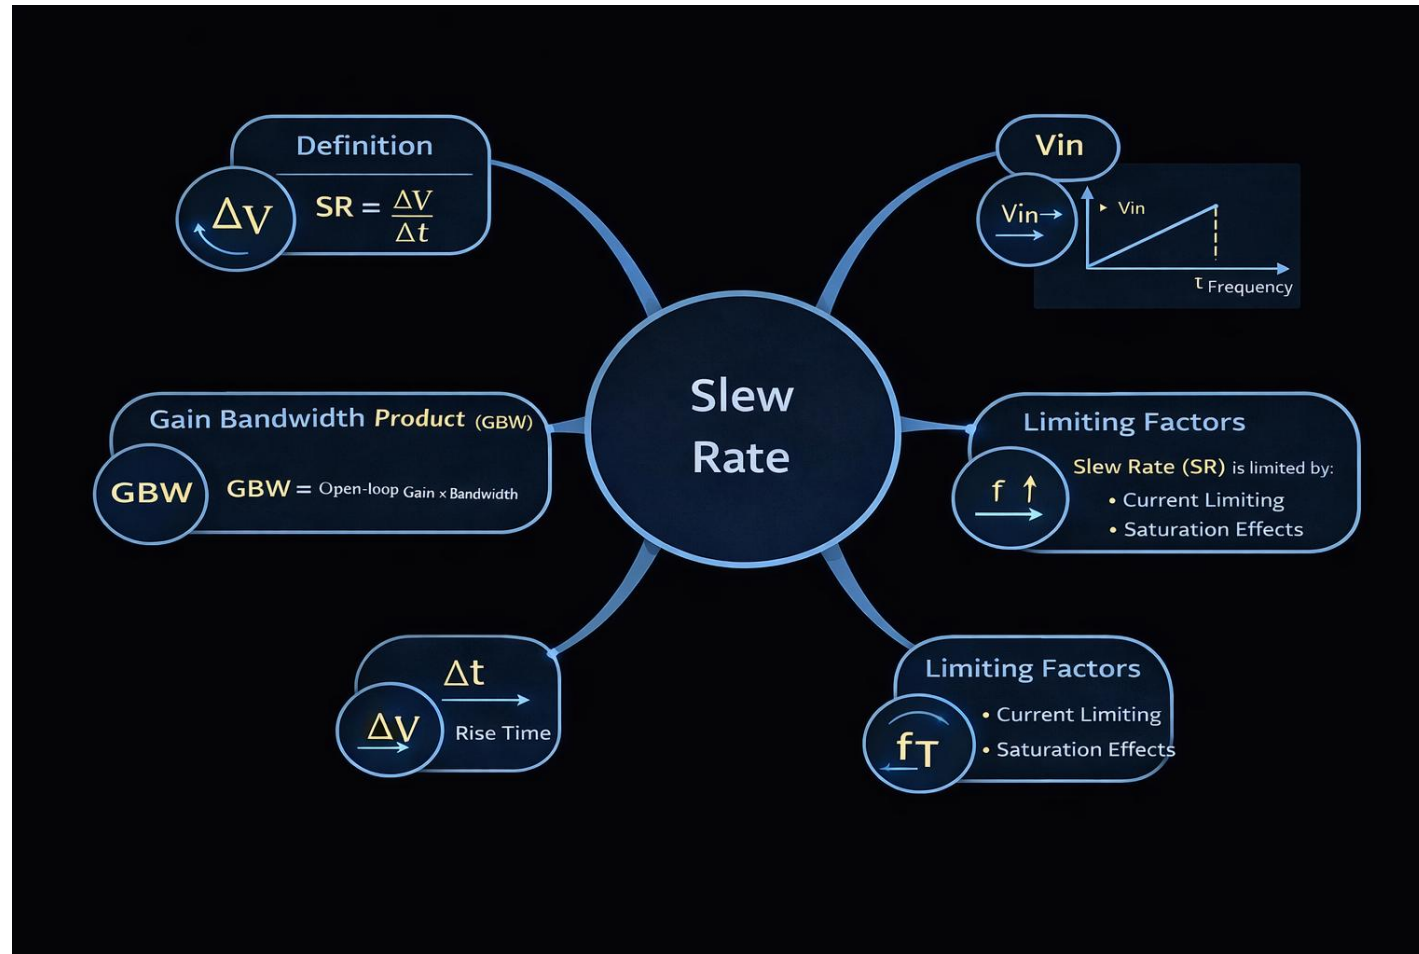 Definition
ΔV
SR = ΔV/Δt
Vin
Vin→
Vin
τ Frequency
Slew
Rate
Gain Bandwidth Product (GBW)
GBW
GBW = Open-loop Gain × Bandwidth
Limiting Factors
f ↑
Slew Rate (SR) is limited by:
• Current Limiting
• Saturation Effects
Δt
ΔV
Rise Time
Limiting Factors
fT
• Current Limiting
• Saturation Effects